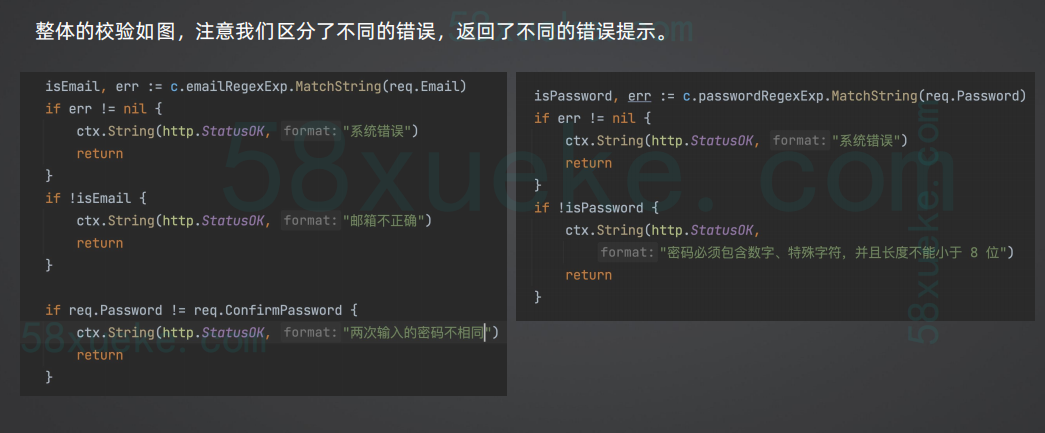 整体的校验如图，注意我们区分了不同的错误，返回了不同的错误提示。
isEmail, err := c.emailRegexExp.MatchString(req.Email)
if err != nil {
ctx.String(http.StatusOK, format: "系统错误")
return
}
if !isEmail {
ctx.String(http.StatusOK, format: "邮箱不正确")
return
}
if req.Password != req.ConfirmPassword {
ctx.String(http.StatusOK, format: "两次输入的密码不相同")
return
}
isPassword, err := c.passwordRegexExp.MatchString(req.Password)
if err != nil {
ctx.String(http.StatusOK, format: "系统错误")
return
}
if !isPassword {
ctx.String(http.StatusOK,
format: "密码必须包含数字、特殊字符，并且长度不能小于 8 位")
return
}
58xueke.com
58xueke.com
58xueke.com
58xueke.com